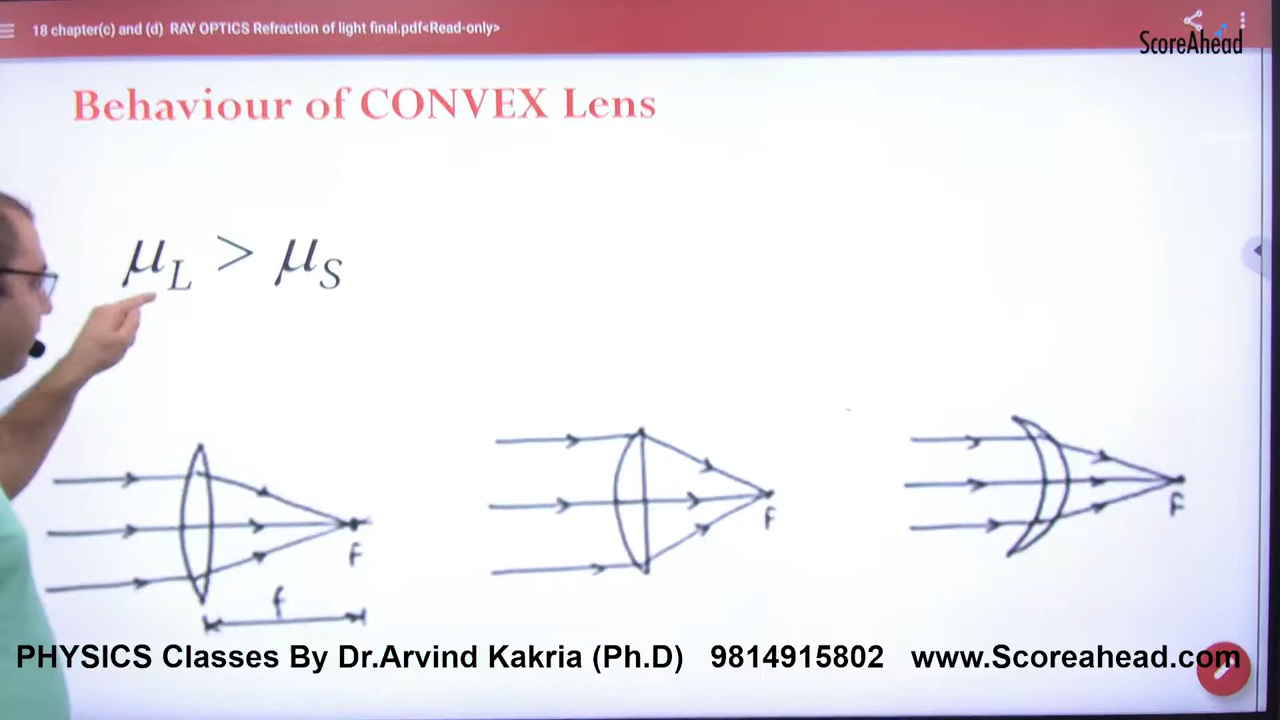 18 chapter(c) and (d) RAY OPTICS Refraction of light final.pdf<Read-only>
ScoreAhead
Behaviour of CONVEX Lens
μL > μS
F
F
F
f
PHYSICS Classes By Dr.Arvind Kakria (Ph.D) 9814915802 www.Scoreahead.com